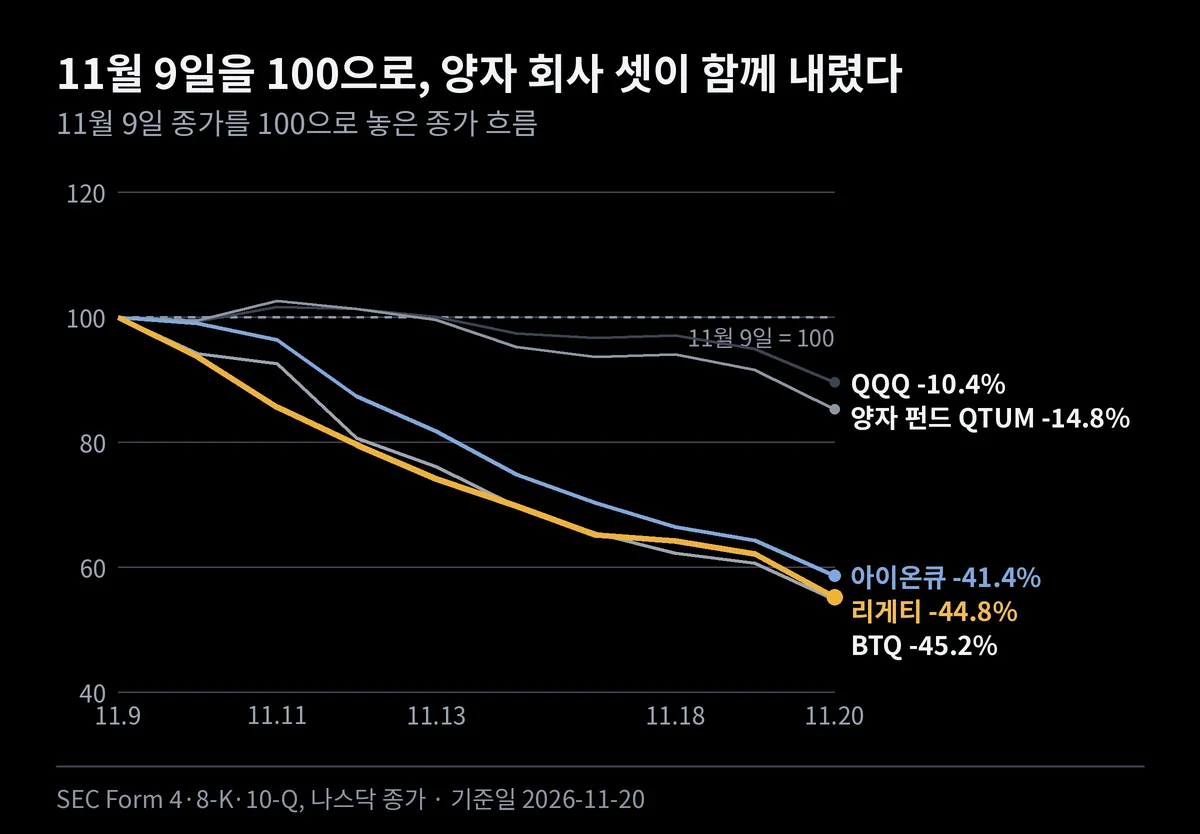 11월 9일을 100으로, 양자 회사 셋이 함께 내렸다
11월 9일 종가를 100으로 놓은 종가 흐름
120
100
11월 9일 = 100
QQQ -10.4%
양자 펀드 QTUM -14.8%
80
60
아이온큐 -41.4%
리게티 -44.8%
BTQ -45.2%
40
11.9 11.11 11.13 11.18 11.20
SEC Form 4·8-K·10-Q, 나스닥 종가 · 기준일 2026-11-20